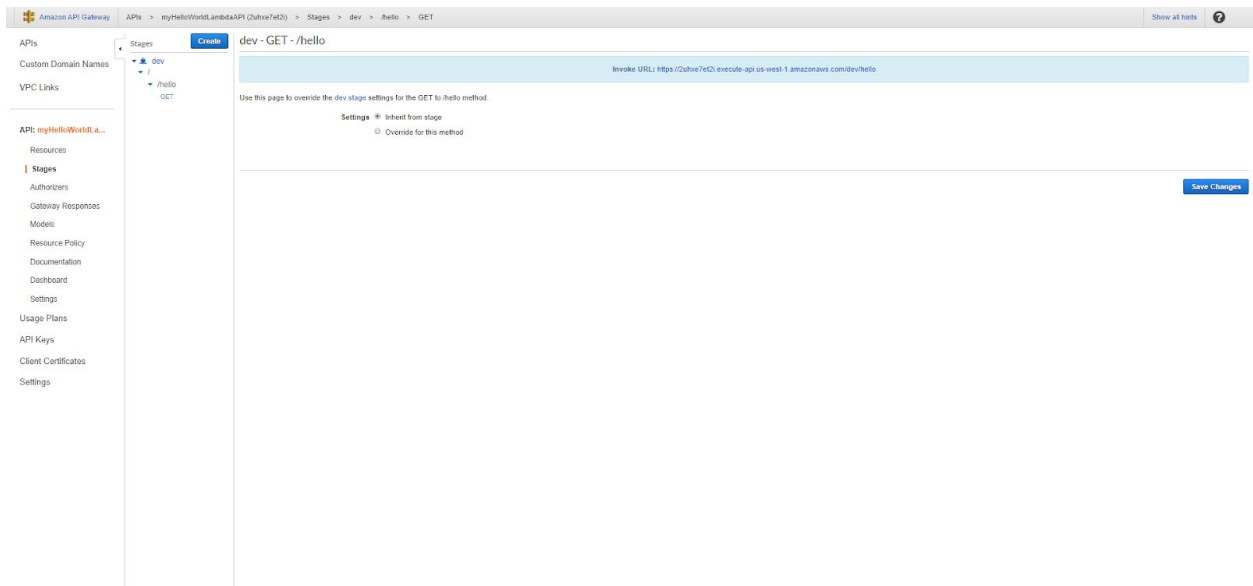 Amazon API Gateway APIs > myHelloWorldLambdaAPI (2uhxe7et2i) > Stages > dev > /hello > GET Show all hints ?
APIs
Custom Domain Names
VPC Links
API: myHelloWorldLa...
Resources
Stages
Authorizers
Gateway Responses
Models
Resource Policy
Documentation
Dashboard
Settings
Usage Plans
API Keys
Client Certificates
Settings
Stages Create
dev
/
/hello
GET
dev - GET - /hello
Invoke URL: https://2uhxe7et2i.execute-api.us-west-1.amazonaws.com/dev/hello
Use this page to override the dev stage settings for the GET to /hello method.
Settings Inherit from stage
Override for this method
Save Changes